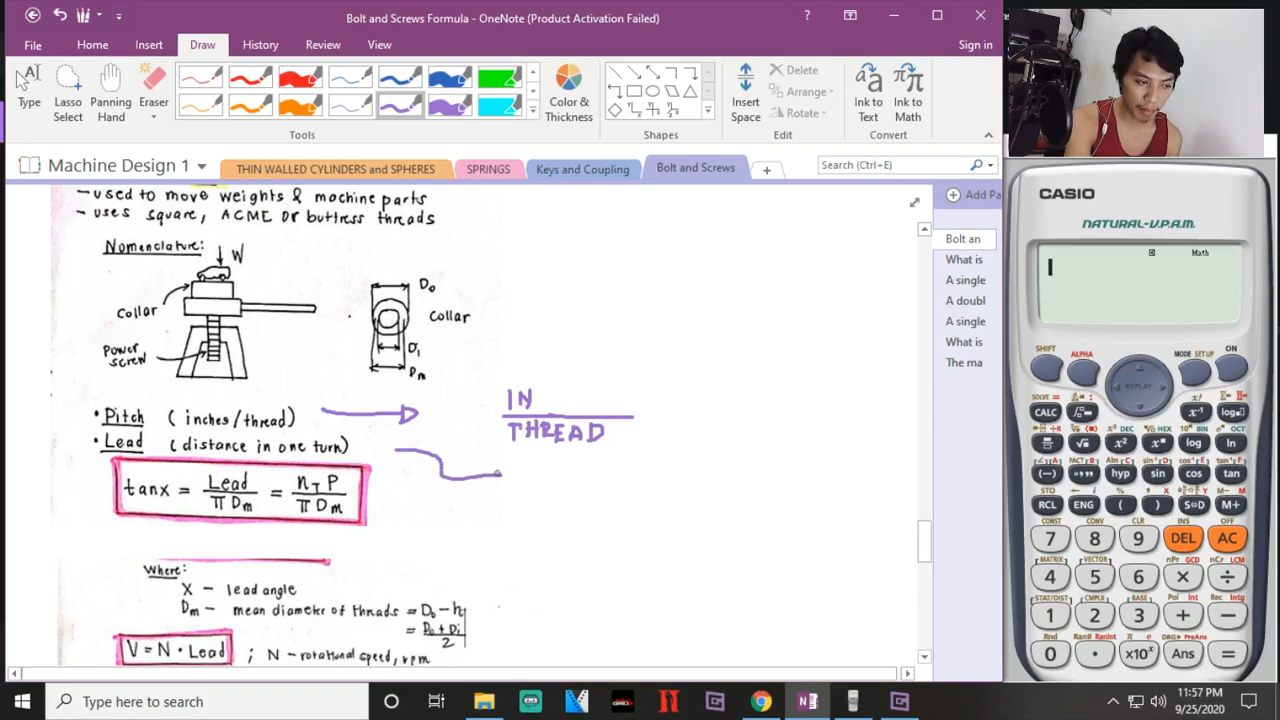 Bolt and Screws Formula - OneNote (Product Activation Failed)
?
Sign in
File
Home
Insert
Draw
History
Review
View
Type
Lasso
Select
Panning
Hand
Eraser
Color &
Thickness
Insert
Space
Delete
Arrange
Rotate
Ink to
Text
Ink to
Math
Tools
Shapes
Edit
Convert
Machine Design 1
THIN WALLED CYLINDERS and SPHERES
SPRINGS
Keys and Coupling
Bolt and Screws
Search (Ctrl+E)
Add Pa
Bolt an
What is
A single
A doubl
A single
What is
The ma
- used to move weights & machine parts
- uses square, ACME or buttress threads
Nomenclature:
W
Collar
Power
screw
Do
Collar
Di
Dm
• Pitch (inches/thread)
• Lead (distance in one turn)
IN
THREAD
tanx = Lead / π Dm = nT P / π Dm
Where:
X - lead angle
Dm - mean diameter of threads = Do - h
= Do + Di / 2
V = N · Lead ; N - rotational speed, rpm
CASIO
NATURAL-V.P.A.M.
Math
SHIFT
ALPHA
REPLAY
MODE SETUP
ON
CALC
x² log ln
(−) hyp sin cos tan
STO
RCL ENG ( ) S⇔D M+
7 8 9 DEL AC
4 5 6 × ÷
1 2 3 + −
0 • ×10ˣ Ans =
Type here to search
11:57 PM
9/25/2020